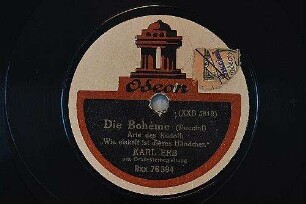 Odeon
(XXB 5813)
Die Bohème (Puccini)
Arie des Rudolf:
„Wie eiskalt ist dieses Händchen."
KARL ERB
mit Orchesterbegleitung
Rxx 76394